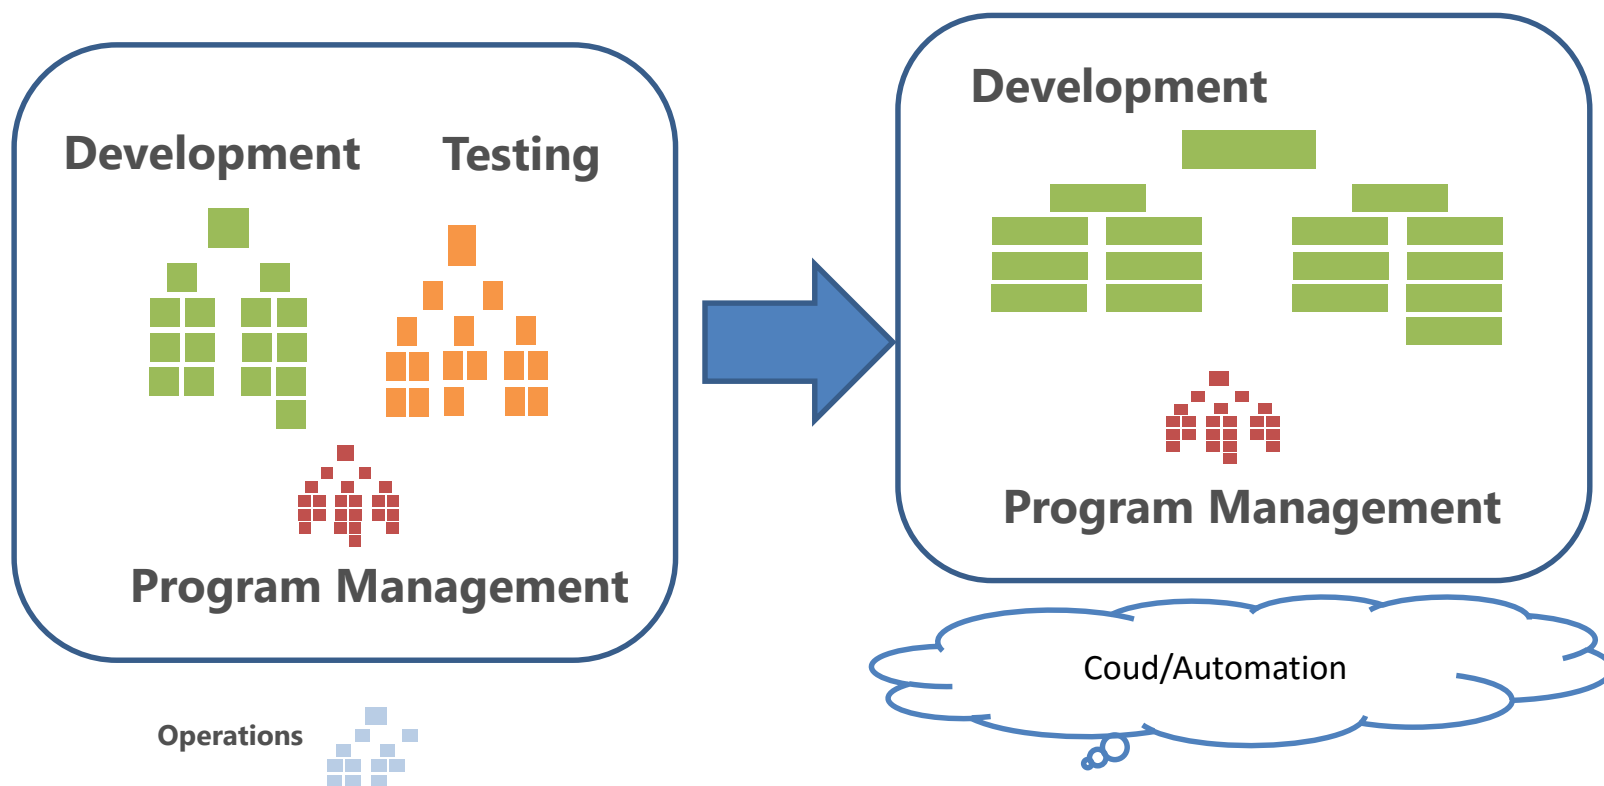 Development
Testing
Program Management
Operations
Development
Program Management
Coud/Automation